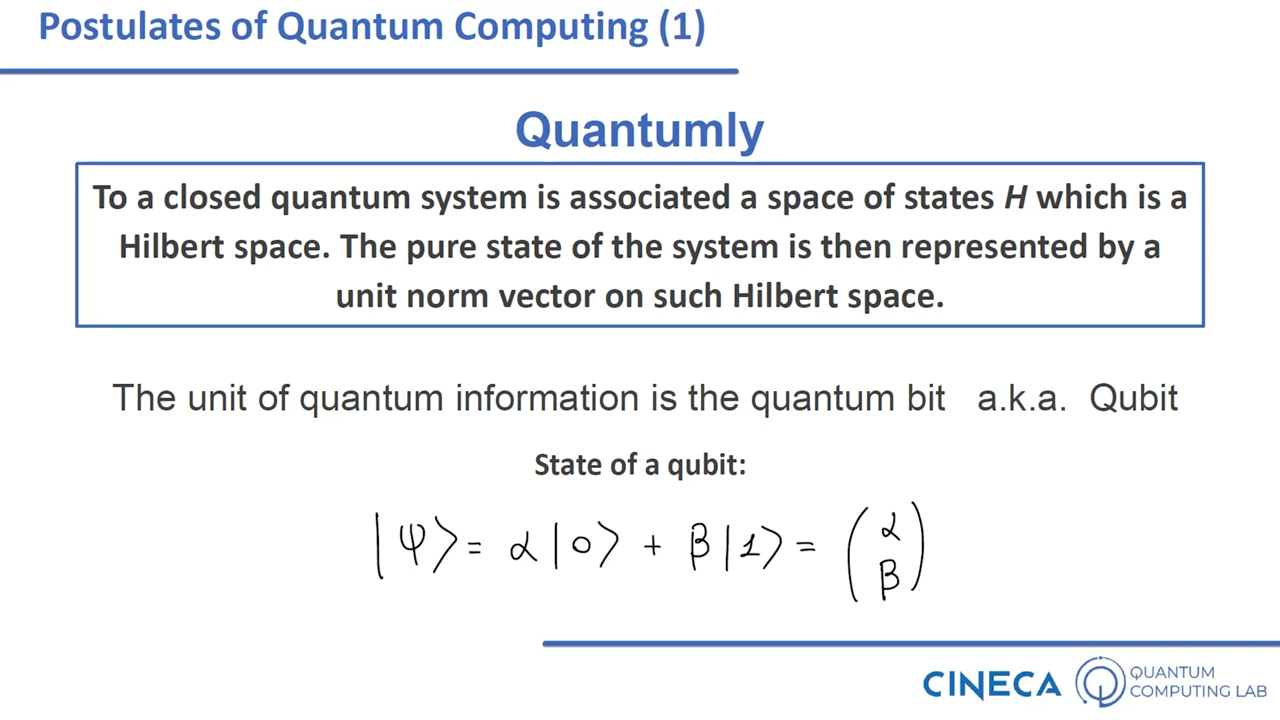 Postulates of Quantum Computing (1)
Quantumly
To a closed quantum system is associated a space of states H which is a
Hilbert space. The pure state of the system is then represented by a
unit norm vector on such Hilbert space.
The unit of quantum information is the quantum bit a.k.a. Qubit
State of a qubit:
|ψ⟩ = α|0⟩ + β|1⟩ = (α
β)
CINECA
QUANTUM
COMPUTING LAB